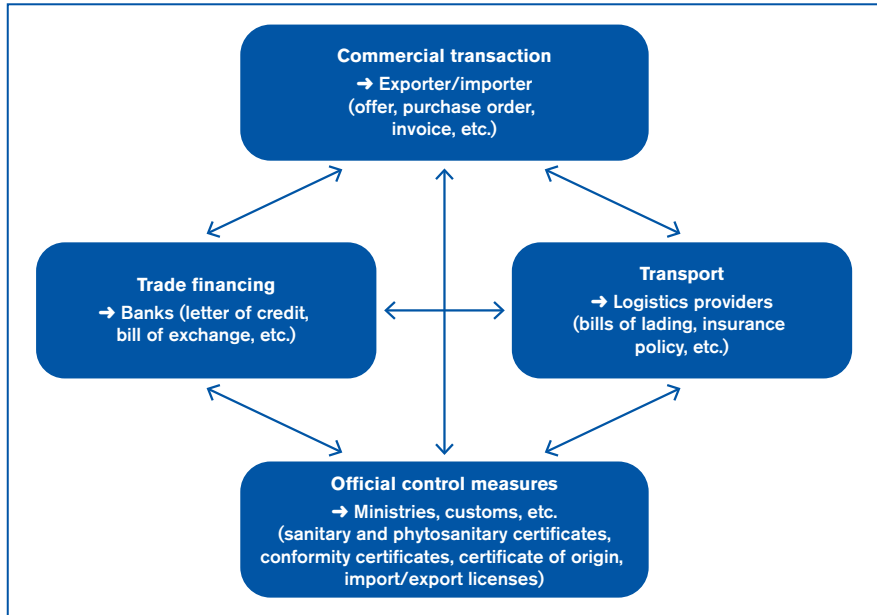 Commercial transaction
➜ Exporter/importer
(offer, purchase order,
invoice, etc.)
Trade financing
➜ Banks (letter of credit,
bill of exchange, etc.)
Transport
➜ Logistics providers
(bills of lading, insurance
policy, etc.)
Official control measures
➜ Ministries, customs, etc.
(sanitary and phytosanitary certificates,
conformity certificates, certificate of origin,
import/export licenses)